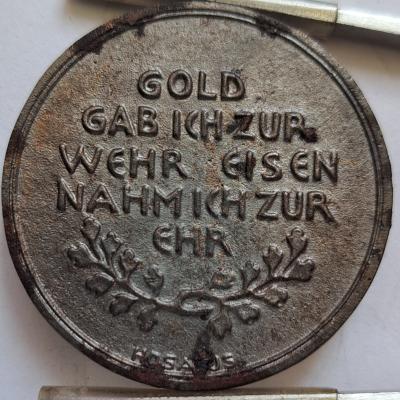 GOLD
GAB ICH ZUR
WEHR EISEN
NAHM ICH ZUR
EHR